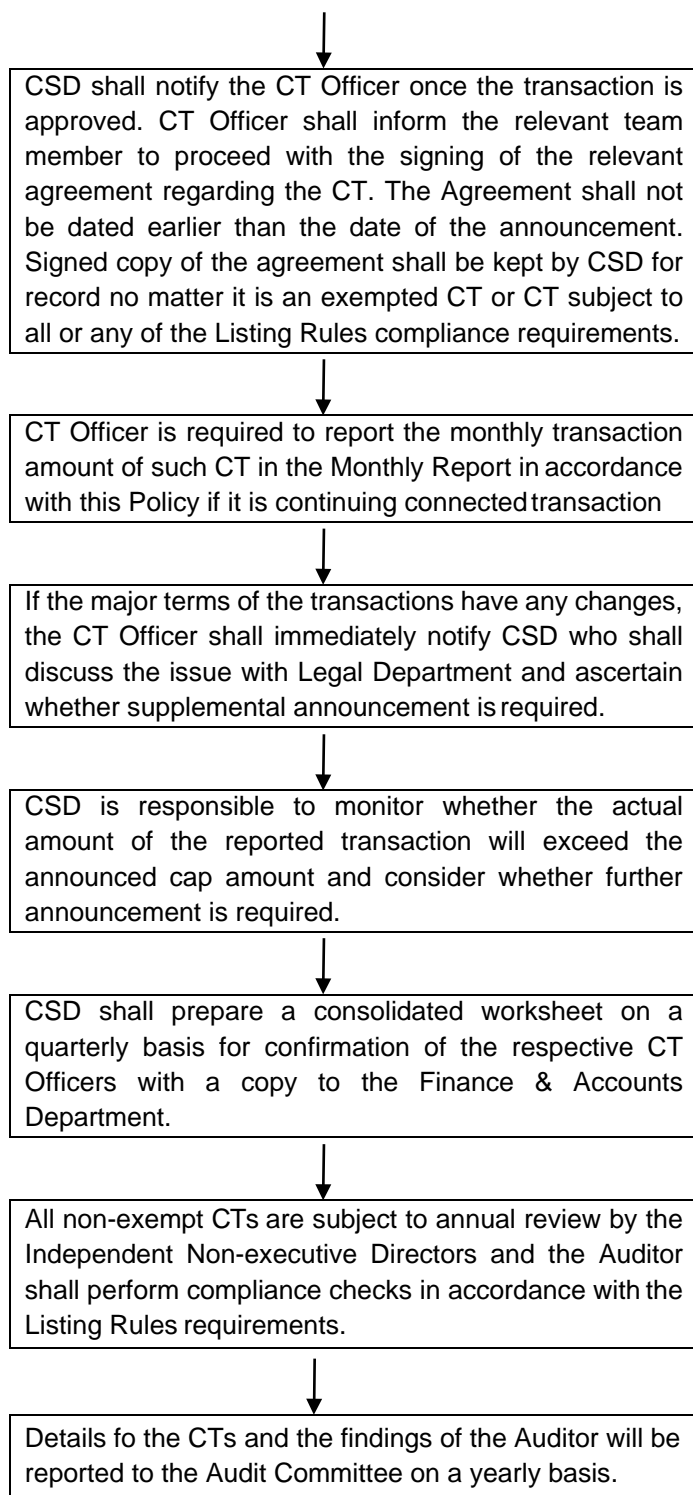 CSD shall notify the CT Officer once the transaction is
approved. CT Officer shall inform the relevant team
member to proceed with the signing of the relevant
agreement regarding the CT. The Agreement shall not
be dated earlier than the date of the announcement.
Signed copy of the agreement shall be kept by CSD for
record no matter it is an exempted CT or CT subject to
all or any of the Listing Rules compliance requirements.
CT Officer is required to report the monthly transaction
amount of such CT in the Monthly Report in accordance
with this Policy if it is continuing connected transaction
If the major terms of the transactions have any changes,
the CT Officer shall immediately notify CSD who shall
discuss the issue with Legal Department and ascertain
whether supplemental announcement is required.
CSD is responsible to monitor whether the actual
amount of the reported transaction will exceed the
announced cap amount and consider whether further
announcement is required.
CSD shall prepare a consolidated worksheet on a
quarterly basis for confirmation of the respective CT
Officers with a copy to the Finance & Accounts
Department.
All non-exempt CTs are subject to annual review by the
Independent Non-executive Directors and the Auditor
shall perform compliance checks in accordance with the
Listing Rules requirements.
Details fo the CTs and the findings of the Auditor will be
reported to the Audit Committee on a yearly basis.